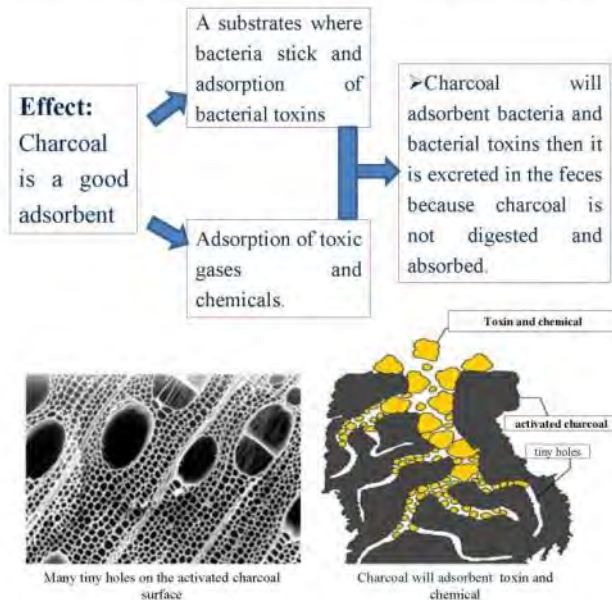 Effect:
Charcoal
is a good
adsorbent
A substrates where
bacteria stick and
adsorption of
bacterial toxins
Adsorption of toxic
gases and
chemicals.
➤Charcoal will
adsorbent bacteria and
bacterial toxins then it
is excreted in the feces
because charcoal is
not digested and
absorbed.
Toxin and chemical
activated charcoal
tiny holes
Many tiny holes on the activated charcoal
surface
Charcoal will adsorbent toxin and
chemical